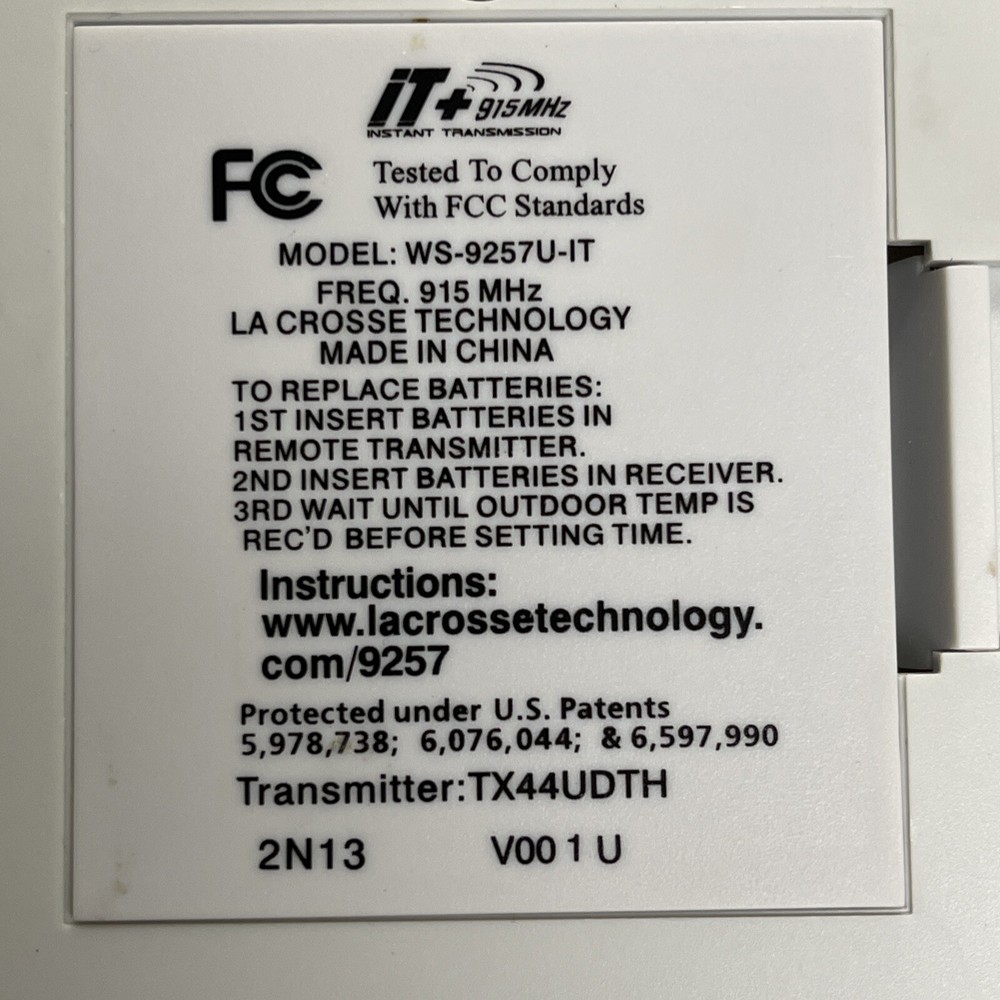 iT+ 915MHz
INSTANT TRANSMISSION
FC Tested To Comply
With FCC Standards
MODEL: WS-9257U-IT
FREQ. 915 MHz
LA CROSSE TECHNOLOGY
MADE IN CHINA
TO REPLACE BATTERIES:
1ST INSERT BATTERIES IN
REMOTE TRANSMITTER.
2ND INSERT BATTERIES IN RECEIVER.
3RD WAIT UNTIL OUTDOOR TEMP IS
REC'D BEFORE SETTING TIME.
Instructions:
www.lacrossetechnology.
com/9257
Protected under U.S. Patents
5,978,738; 6,076,044; & 6,597,990
Transmitter:TX44UDTH
2N13 V00 1 U